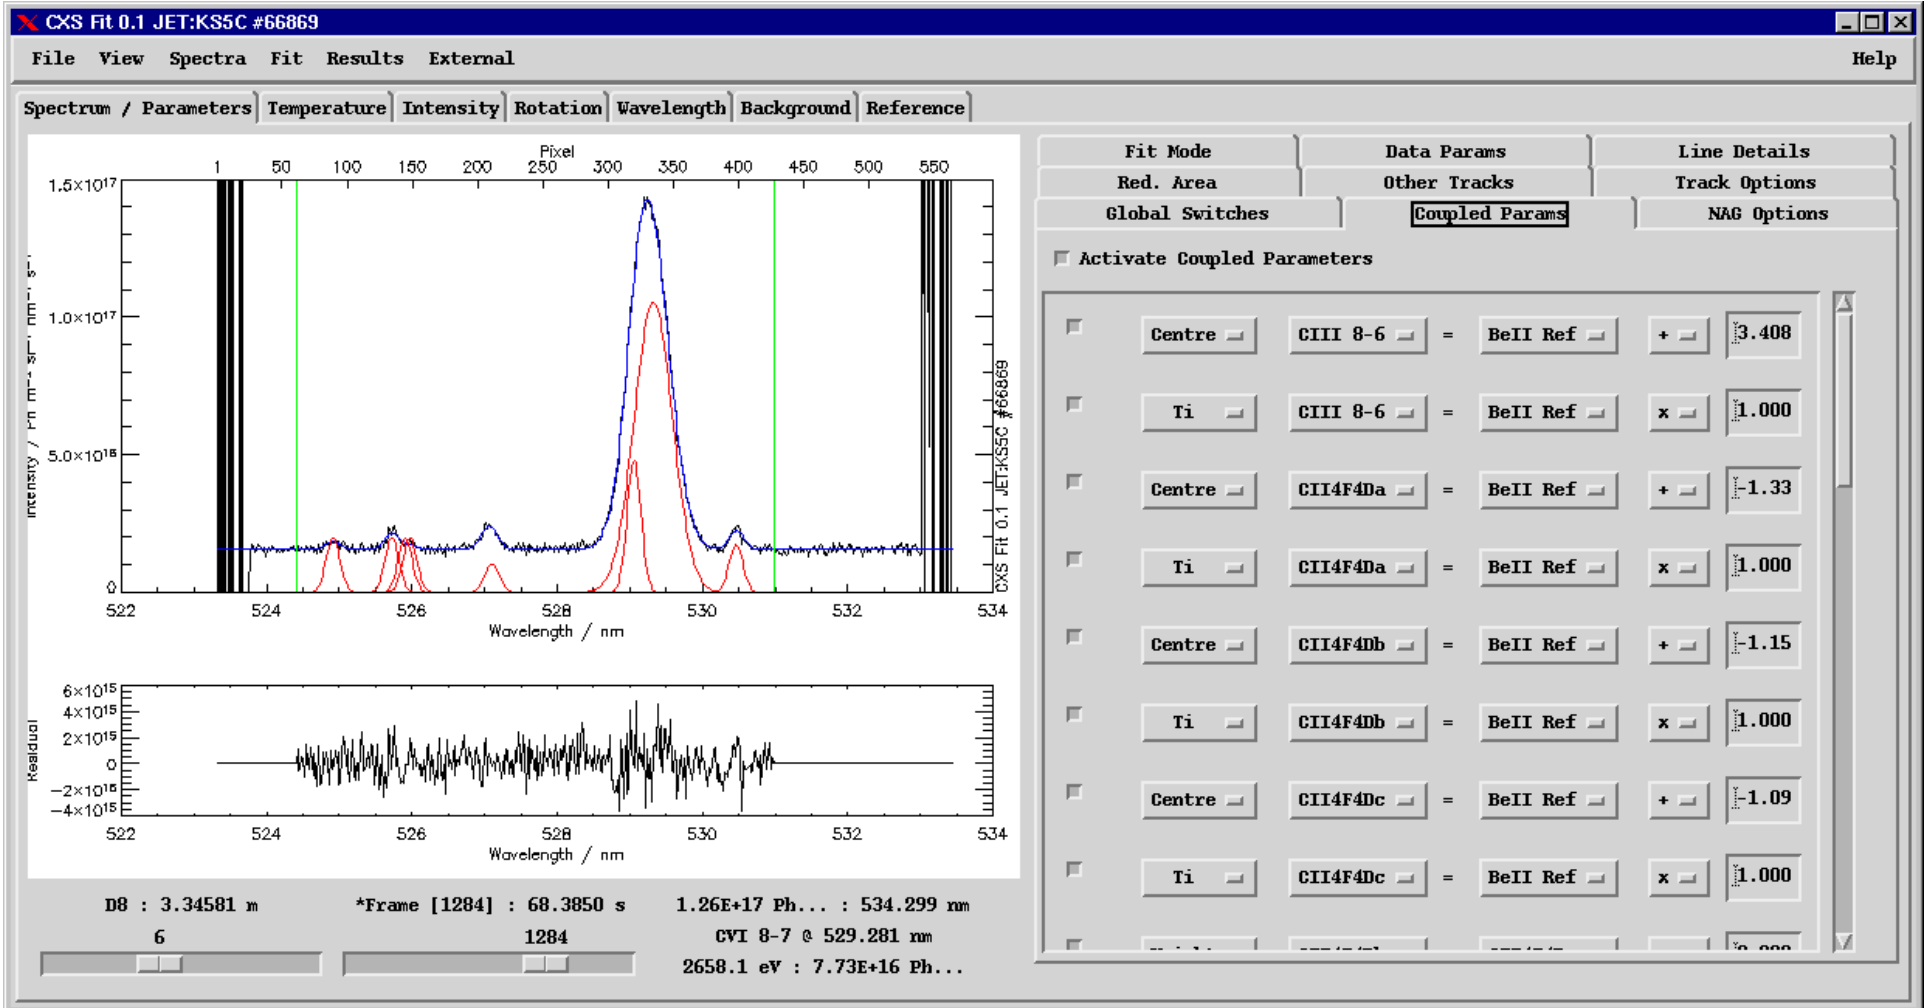 CXS Fit 0.1 JET:KS5C #66869
File View Spectra Fit Results External Help
Spectrum / Parameters Temperature Intensity Rotation Wavelength Background Reference
Pixel
1 50 100 150 200 250 300 350 400 450 500 550
1.5×10¹⁷
1.0×10¹⁷
5.0×10¹⁶
0
522 524 526 528 530 532 534
Wavelength / nm
CXS Fit 0.1 JET:KS5C #66869
6×10¹⁵
4×10¹⁵
2×10¹⁵
0
−2×10¹⁵
−4×10¹⁵
Residual
522 524 526 528 530 532 534
Wavelength / nm
D8 : 3.34581 m *Frame [1284] : 68.3850 s 1.26E+17 Ph... : 534.299 nm
6 1284 CVI 8-7 @ 529.281 nm
2658.1 eV : 7.73E+16 Ph...
Fit Mode Data Params Line Details
Red. Area Other Tracks Track Options
Global Switches Coupled Params NAG Options
Activate Coupled Parameters
Centre CIII 8-6 = BeII Ref + 3.408
Ti CIII 8-6 = BeII Ref x 1.000
Centre CII4F4Da = BeII Ref + -1.33
Ti CII4F4Da = BeII Ref x 1.000
Centre CII4F4Db = BeII Ref + -1.15
Ti CII4F4Db = BeII Ref x 1.000
Centre CII4F4Dc = BeII Ref + -1.09
Ti CII4F4Dc = BeII Ref x 1.000